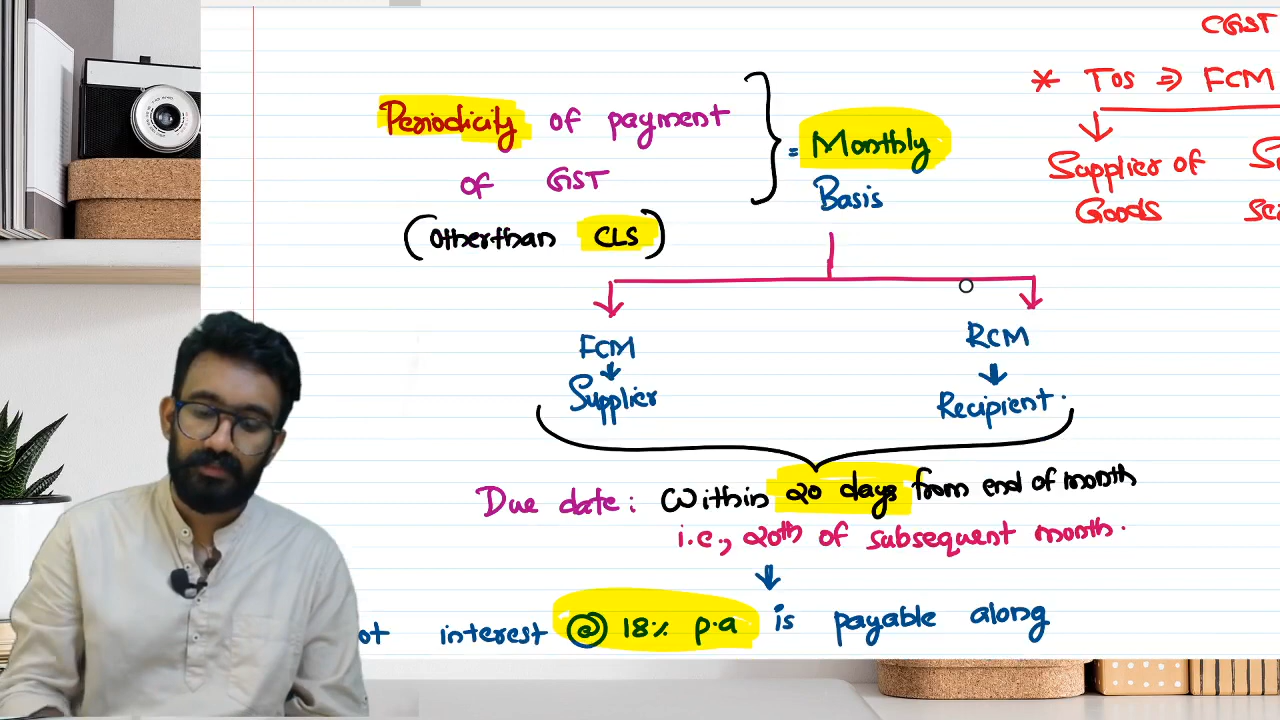 CGST
* TOS ⇒ FCM
Supplier of
Goods
Periodicity of payment
of GST
(Otherthan CLS)
= Monthly
Basis
FCM
Supplier
RCM
Recipient.
Due date: Within 20 days from end of month
i.e., 20th of subsequent month.
interest @ 18% p.a is payable along